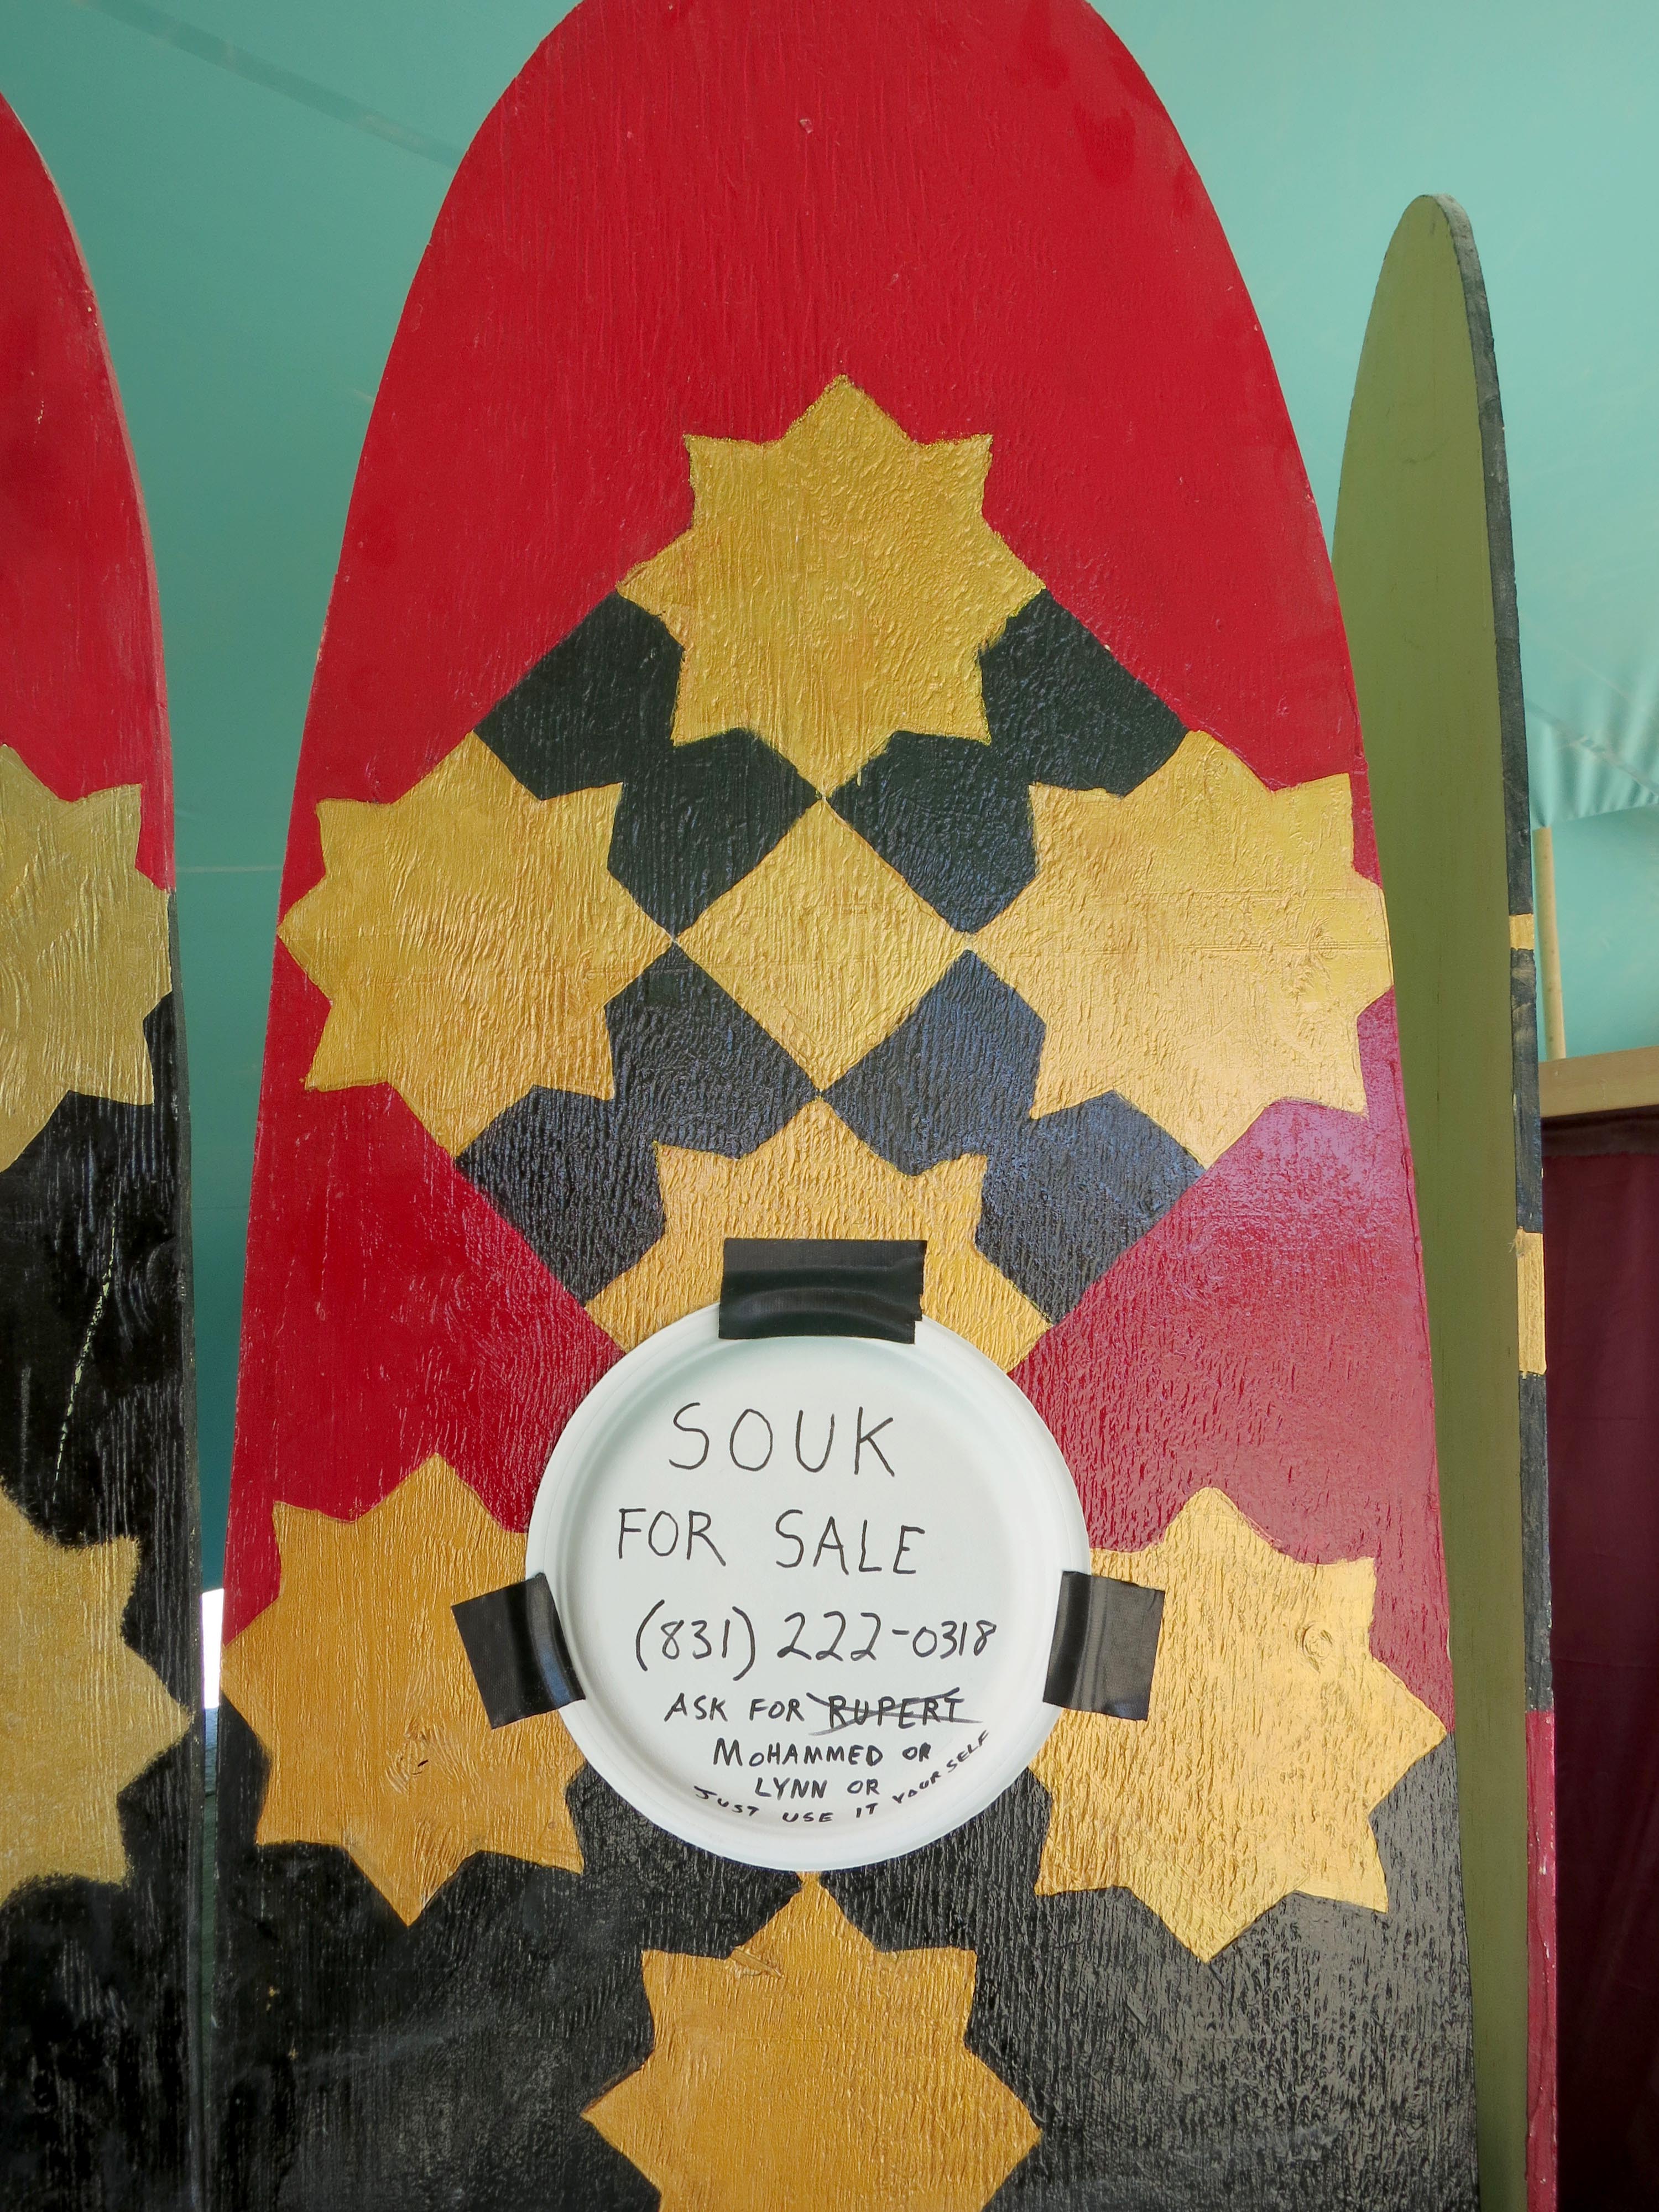 SOUK
FOR SALE
(831) 222-0318
ASK FOR RUPERT
MOHAMMED OR
LYNN OR
JUST USE IT YOURSELF